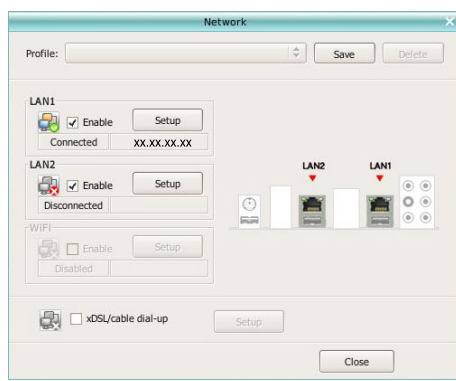 Network
Profile:
Save
Delete
LAN1
Enable
Setup
Connected
XX.XX.XX.XX
LAN2
Enable
Setup
Disconnected
WiFi
Enable
Setup
Disabled
LAN2
LAN1
xDSL/cable dial-up
Setup
Close